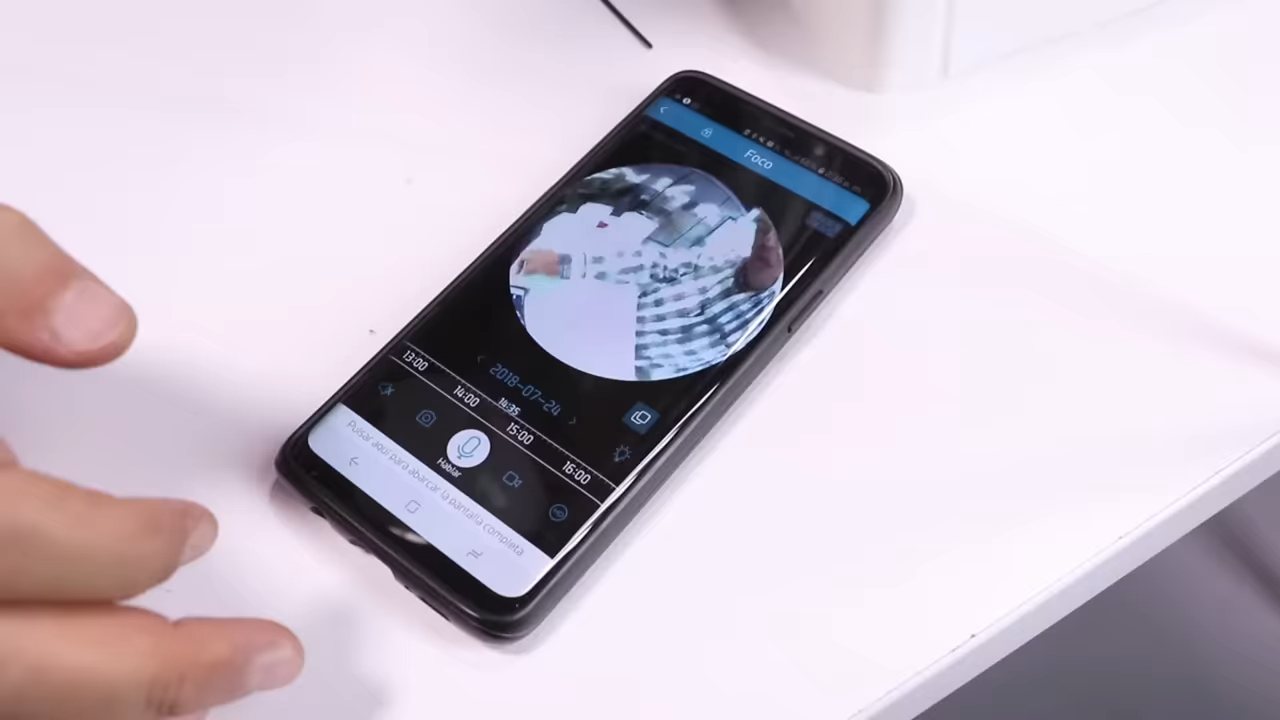 Foco
2018-07-24
13:00
14:00
14:35
15:00
16:00
Hablar
HD
Pulsar aquí para abarcar la pantalla completa